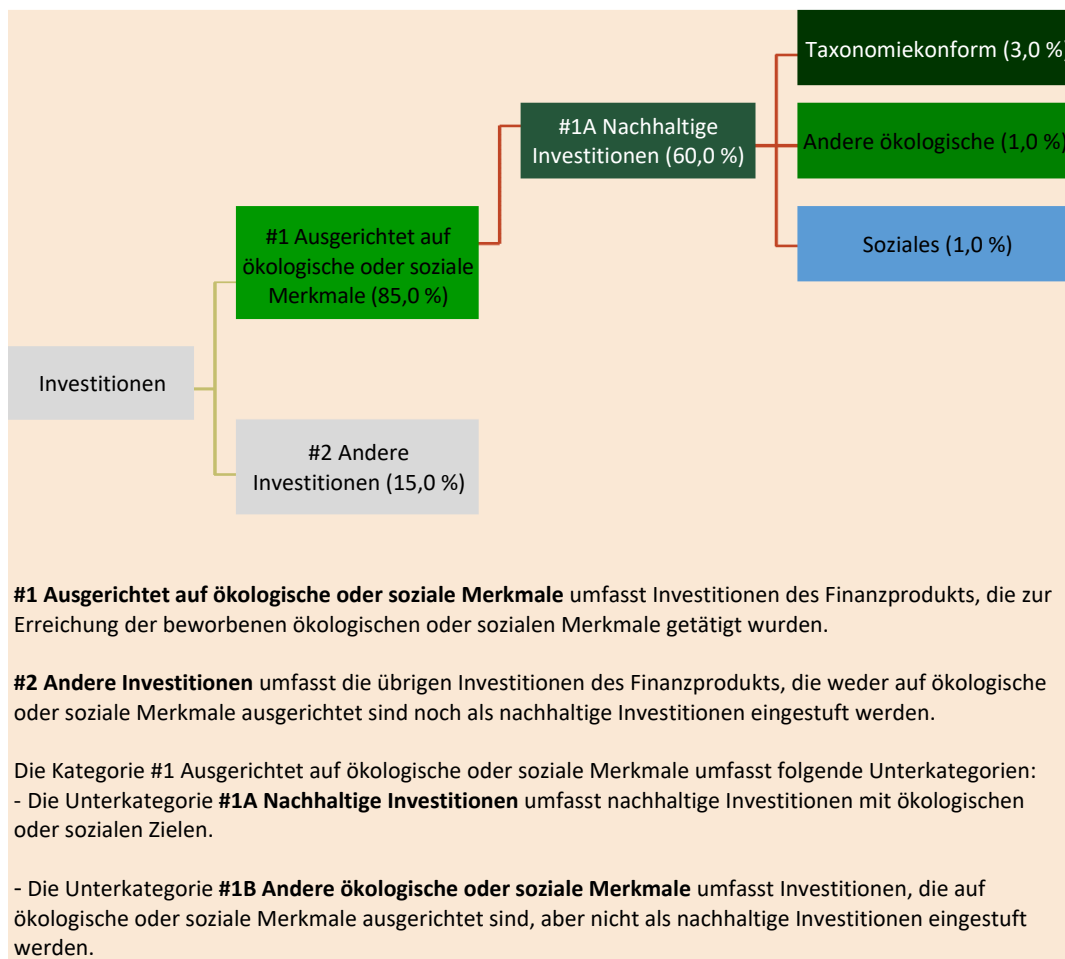 Taxonomiekonform (3,0 %)
#1A Nachhaltige
Investitionen (60,0 %)
Andere ökologische (1,0 %)
#1 Ausgerichtet auf
ökologische oder soziale
Merkmale (85,0 %)
Soziales (1,0 %)
Investitionen
#2 Andere
Investitionen (15,0 %)
#1 Ausgerichtet auf ökologische oder soziale Merkmale umfasst Investitionen des Finanzprodukts, die zur
Erreichung der beworbenen ökologischen oder sozialen Merkmale getätigt wurden.
#2 Andere Investitionen umfasst die übrigen Investitionen des Finanzprodukts, die weder auf ökologische
oder soziale Merkmale ausgerichtet sind noch als nachhaltige Investitionen eingestuft werden.
Die Kategorie #1 Ausgerichtet auf ökologische oder soziale Merkmale umfasst folgende Unterkategorien:
- Die Unterkategorie #1A Nachhaltige Investitionen umfasst nachhaltige Investitionen mit ökologischen
oder sozialen Zielen.
- Die Unterkategorie #1B Andere ökologische oder soziale Merkmale umfasst Investitionen, die auf
ökologische oder soziale Merkmale ausgerichtet sind, aber nicht als nachhaltige Investitionen eingestuft
werden.